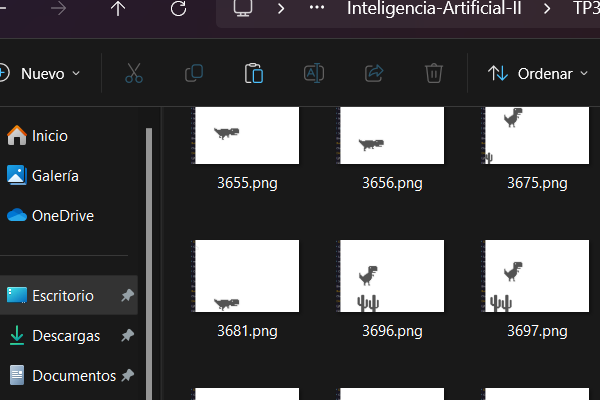 Inteligencia-Artificial-II
TP3
Nuevo
Ordenar
Inicio
Galería
OneDrive
Escritorio
Descargas
Documentos
3655.png
3656.png
3675.png
3681.png
3696.png
3697.png